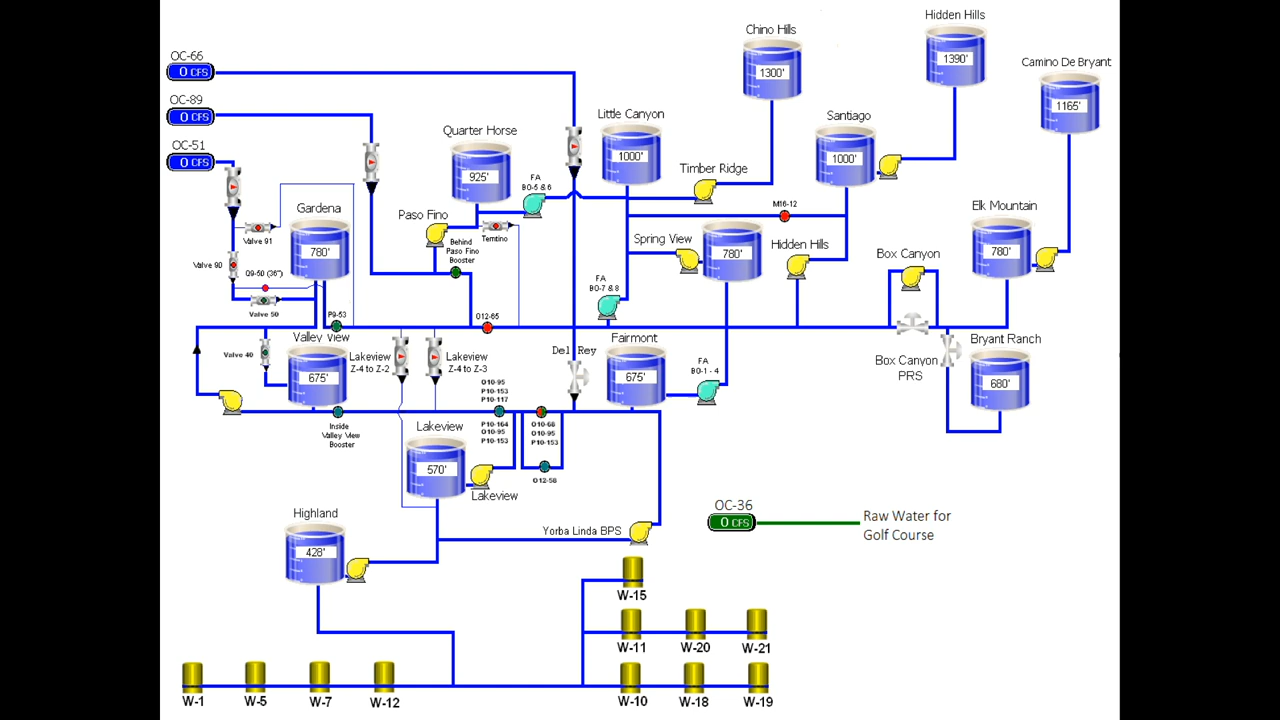 Hidden Hills
1390'
Chino Hills
1300'
Camino De Bryant
1165'
OC-66
0 CFS
OC-89
0 CFS
OC-51
0 CFS
Little Canyon
1000'
Santiago
1000'
Quarter Horse
925'
FA
BO-5 & 6
Timber Ridge
Gardena
780'
Valve 91
Valve 90
Q9-50 (36")
Valve 50
P9-53
Paso Fino
Behind
Paso Fino
Booster
Temtino
M16-12
Spring View
780'
Hidden Hills
Elk Mountain
780'
Box Canyon
FA
BO-7 & 8
O12-65
Valley View
675'
Valve 40
Lakeview
Z-4 to Z-2
Lakeview
Z-4 to Z-3
Del Rey
Fairmont
675'
FA
BO-1 - 4
Box Canyon
PRS
Bryant Ranch
680'
O10-95
P10-153
P10-117
P10-164
O10-95
P10-153
O10-68
O10-95
P10-153
O12-58
Inside
Valley View
Booster
Lakeview
570'
Lakeview
Highland
428'
Yorba Linda BPS
OC-36
0 CFS
Raw Water for
Golf Course
W-15
W-11
W-20
W-21
W-1
W-5
W-7
W-12
W-10
W-18
W-19